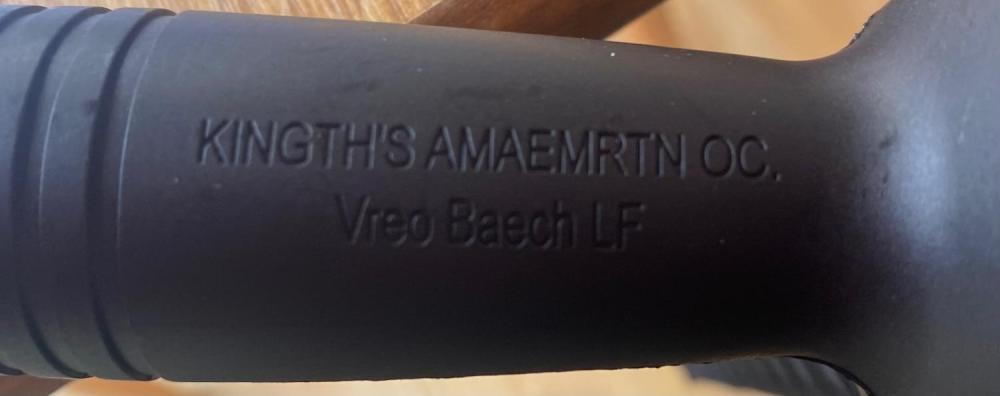 KINGTH'S AMAEMRTN OC.
Vreo Baech LF